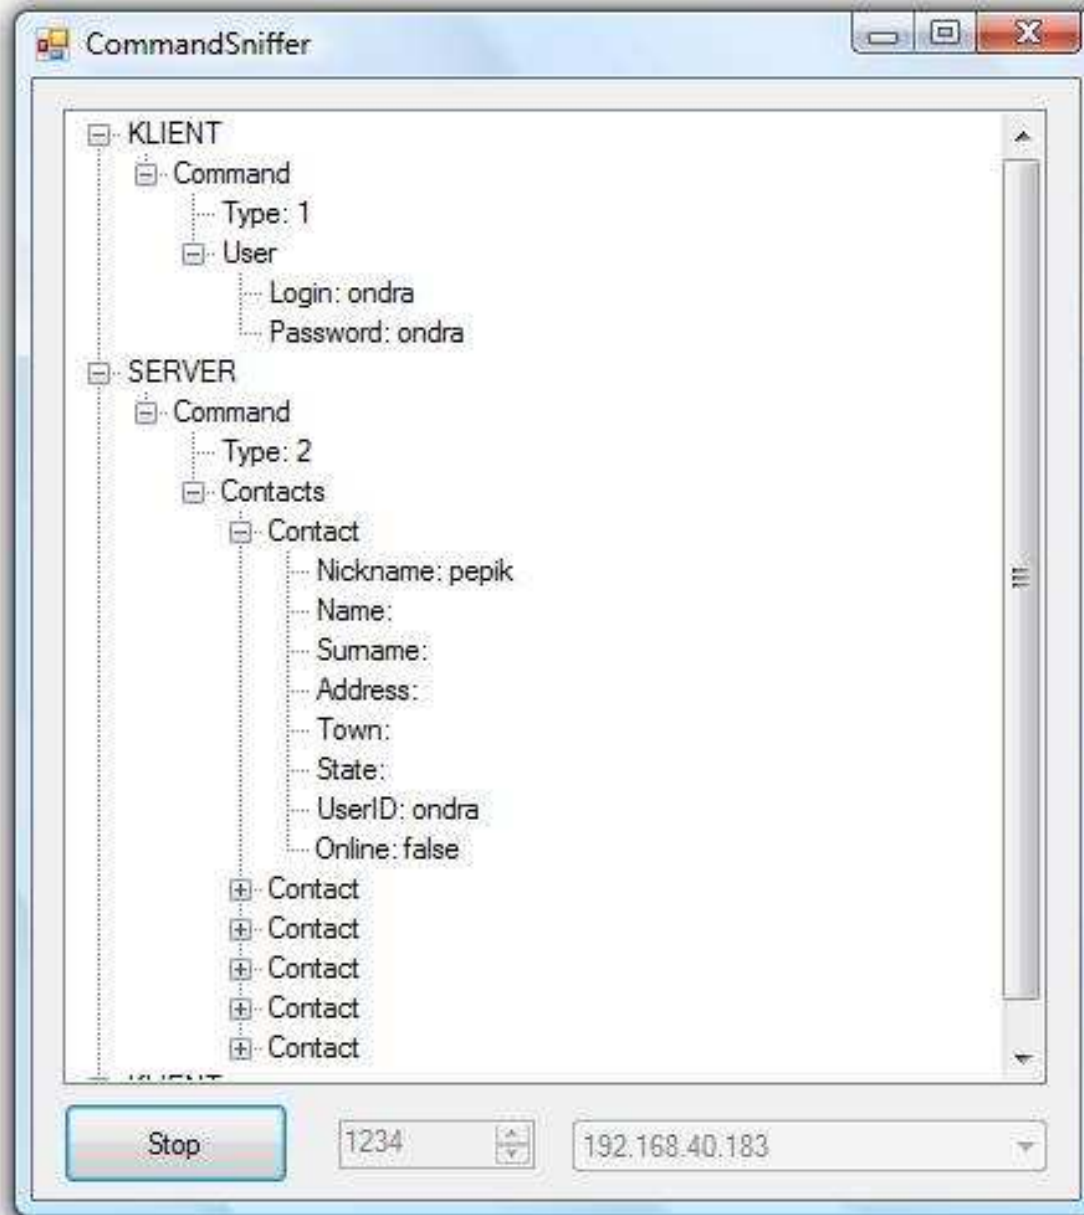 CommandSniffer
KLIENT
Command
Type: 1
User
Login: ondra
Password: ondra
SERVER
Command
Type: 2
Contacts
Contact
Nickname: pepik
Name:
Surname:
Address:
Town:
State:
UserID: ondra
Online: false
Contact
Contact
Contact
Contact
Contact
KLIENT
Stop 1234 192.168.40.183